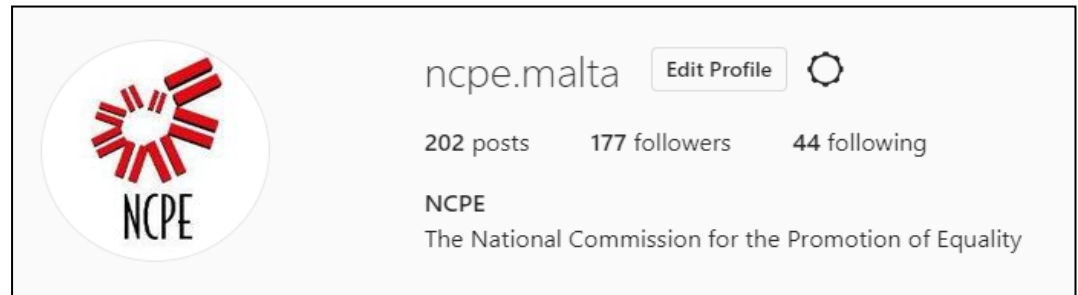 ncpe.malta Edit Profile
202 posts 177 followers 44 following
NCPE
NCPE
The National Commission for the Promotion of Equality